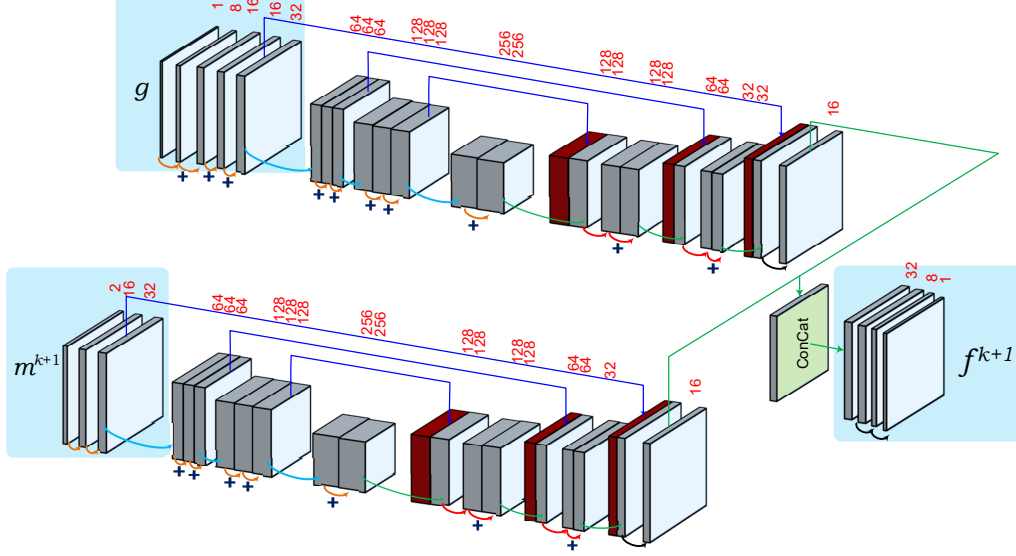 1 8 16 16 32
64 64 64
128 128 128
256 256
128 128
128 128
64 64
32 32
16
g
+ + + + + + + + + +
2 16 32
64 64 64
128 128 128
256 256
128 128
128 128
64 64
32
16
m^{k+1}
+ + + + + + +
ConCat
32 8 1
f^{k+1}